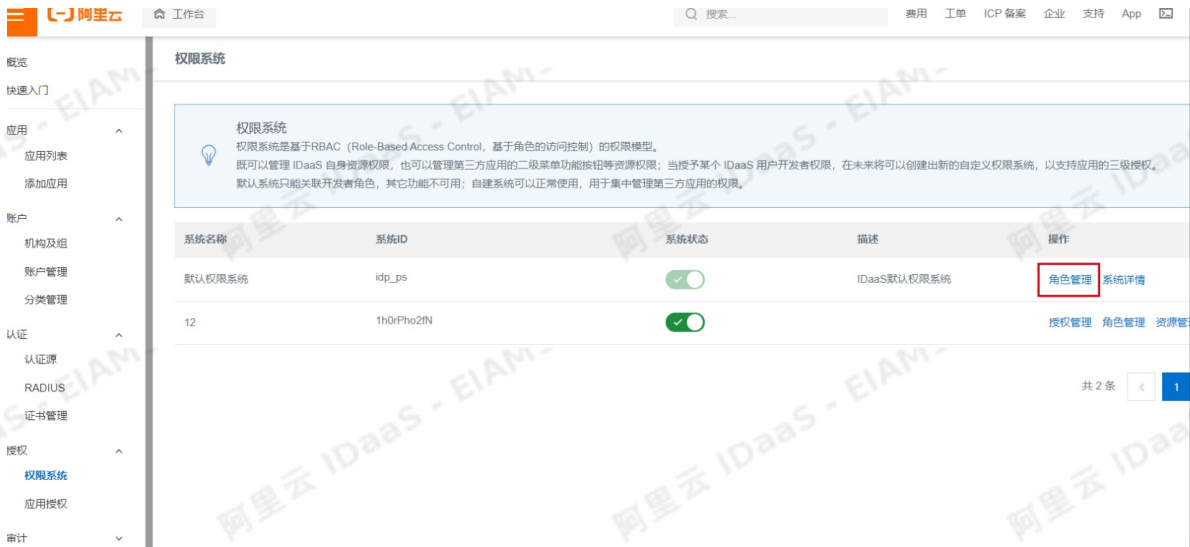 阿里云 工作台 搜索... 费用 工单 ICP 备案 企业 支持 App
概览
快速入门
应用
应用列表
添加应用
账户
机构及组
账户管理
分类管理
认证
认证源
RADIUS
证书管理
授权
权限系统
应用授权
审计
权限系统
权限系统
权限系统是基于RBAC（Role-Based Access Control，基于角色的访问控制）的权限模型。
既可以管理 IDaaS 自身资源权限，也可以管理第三方应用的二级菜单功能按钮等资源权限；当授予某个 IDaaS 用户开发者权限，在未来将可以创建出新的自定义权限系统，以支持应用的三级授权。
默认系统只能关联开发者角色，其它功能不可用；自建系统可以正常使用，用于集中管理第三方应用的权限。
系统名称 系统ID 系统状态 描述 操作
默认权限系统 idp_ps IDaaS默认权限系统 角色管理 系统详情
12 1h0rPho2fN 授权管理 角色管理 资源管
共 2 条 < 1
阿里云 IDaaS - EIAM